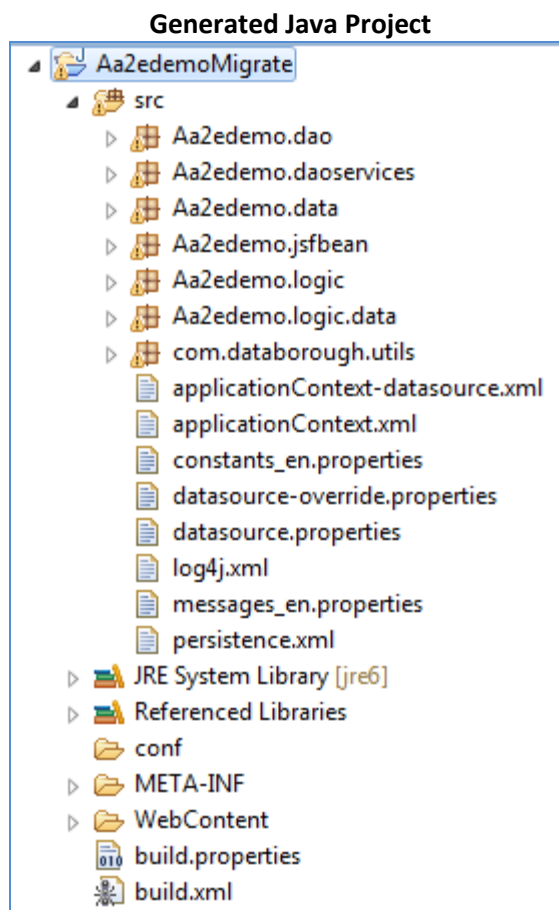 Generated Java Project
Aa2edemoMigrate
src
Aa2edemo.dao
Aa2edemo.daoservices
Aa2edemo.data
Aa2edemo.jsfbean
Aa2edemo.logic
Aa2edemo.logic.data
com.databorough.utils
applicationContext-datasource.xml
applicationContext.xml
constants_en.properties
datasource-override.properties
datasource.properties
log4j.xml
messages_en.properties
persistence.xml
JRE System Library [jre6]
Referenced Libraries
conf
META-INF
WebContent
010 build.properties
build.xml